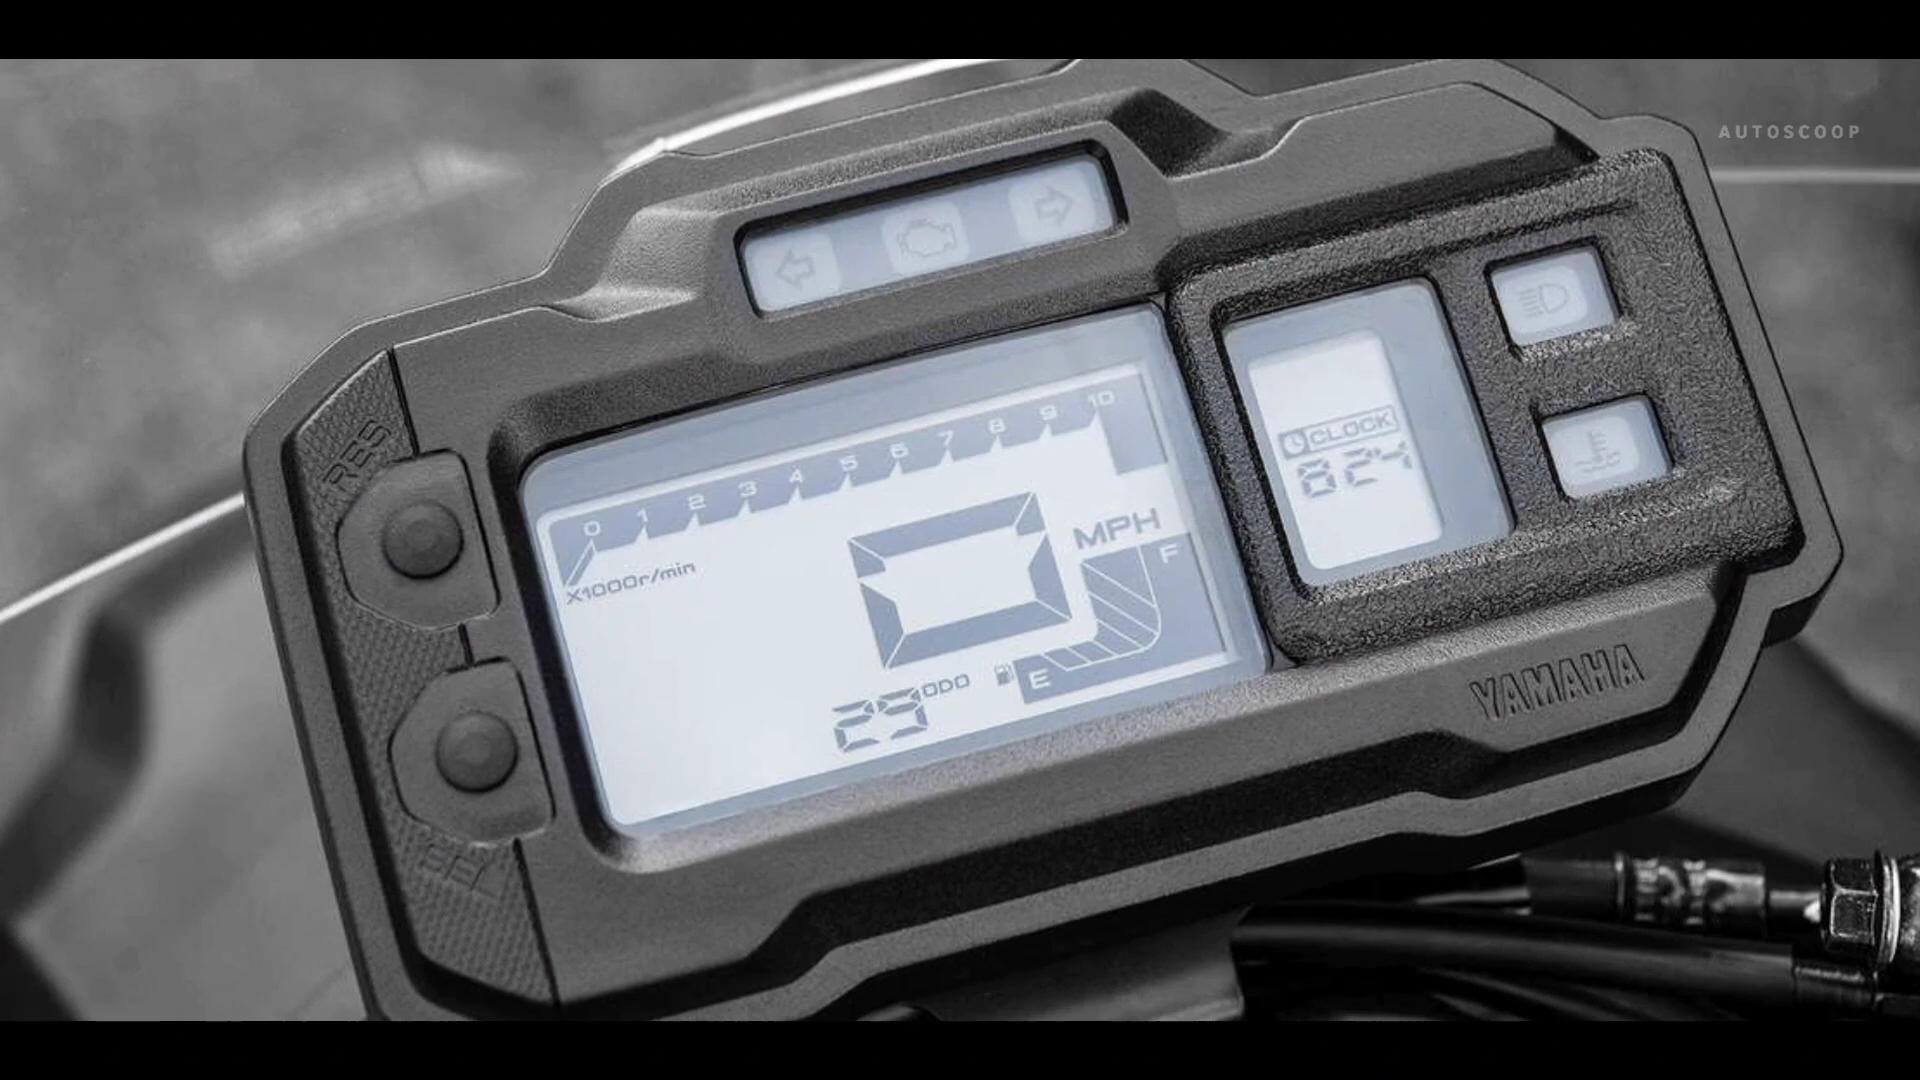 AUTOSCOOP
RES
0 1 2 3 4 5 6 7 8 9 10
X1000r/min
0
MPH
F
E
29 ODO
CLOCK
8 24
SEL
YAMAHA